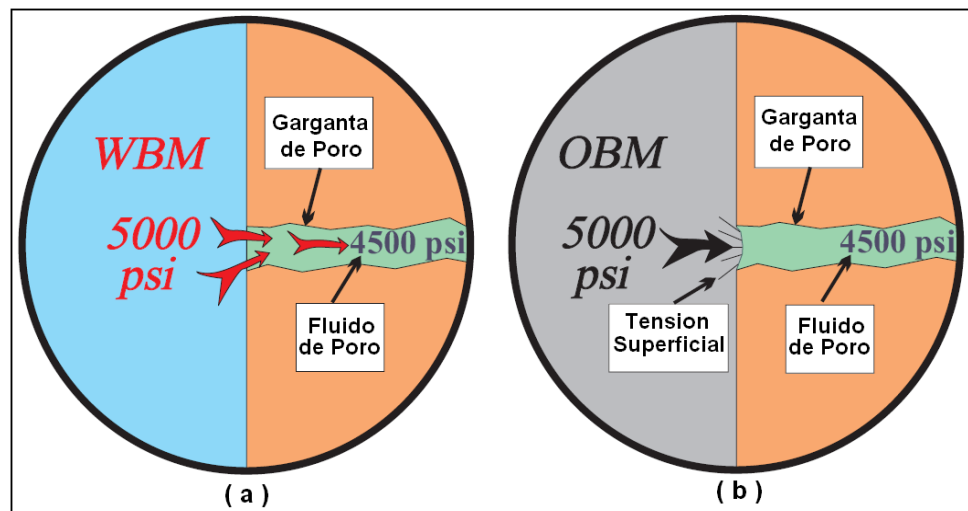 WBM
5000
psi
Garganta
de Poro
4500 psi
Fluido
de Poro
( a )
OBM
5000
psi
Garganta
de Poro
4500 psi
Tension
Superficial
Fluido
de Poro
( b )